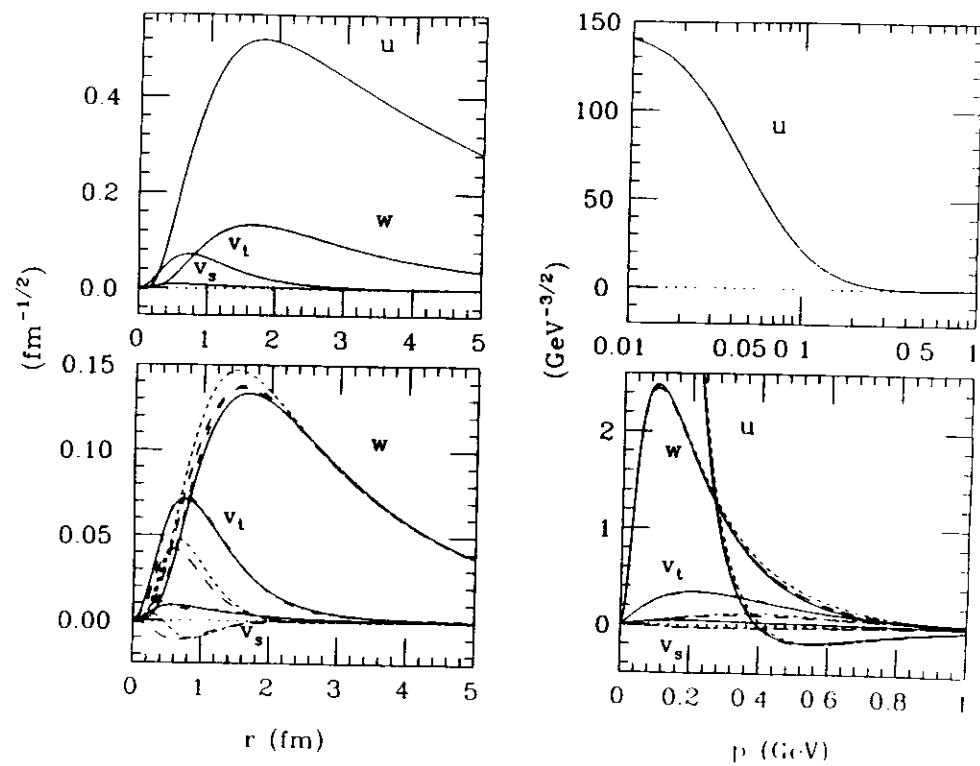 u
0.4
0.2
w
v_t
v_s
0.0
0 1 2 3 4 5
(fm^{-1/2})
0.15
w
0.10
v_t
0.05
0.00
v_s
0 1 2 3 4 5
r (fm)
150
100
u
50
0
0.01 0.05 0 1 0 5 1
(GeV^{-3/2})
2
u
w
1
v_t
0
v_s
0 0.2 0 4 0 6 0 8 1
p (GeV)